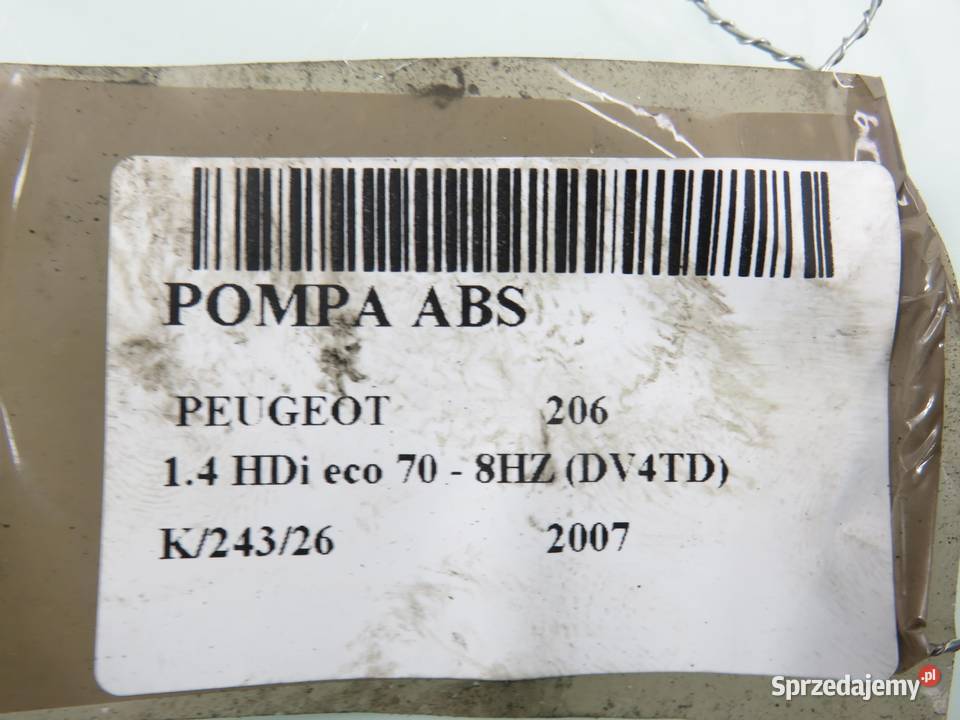 POMPA ABS
PEUGEOT 206
1.4 HDi eco 70 - 8HZ (DV4TD)
K/243/26 2007
Sprzedajemy.pl